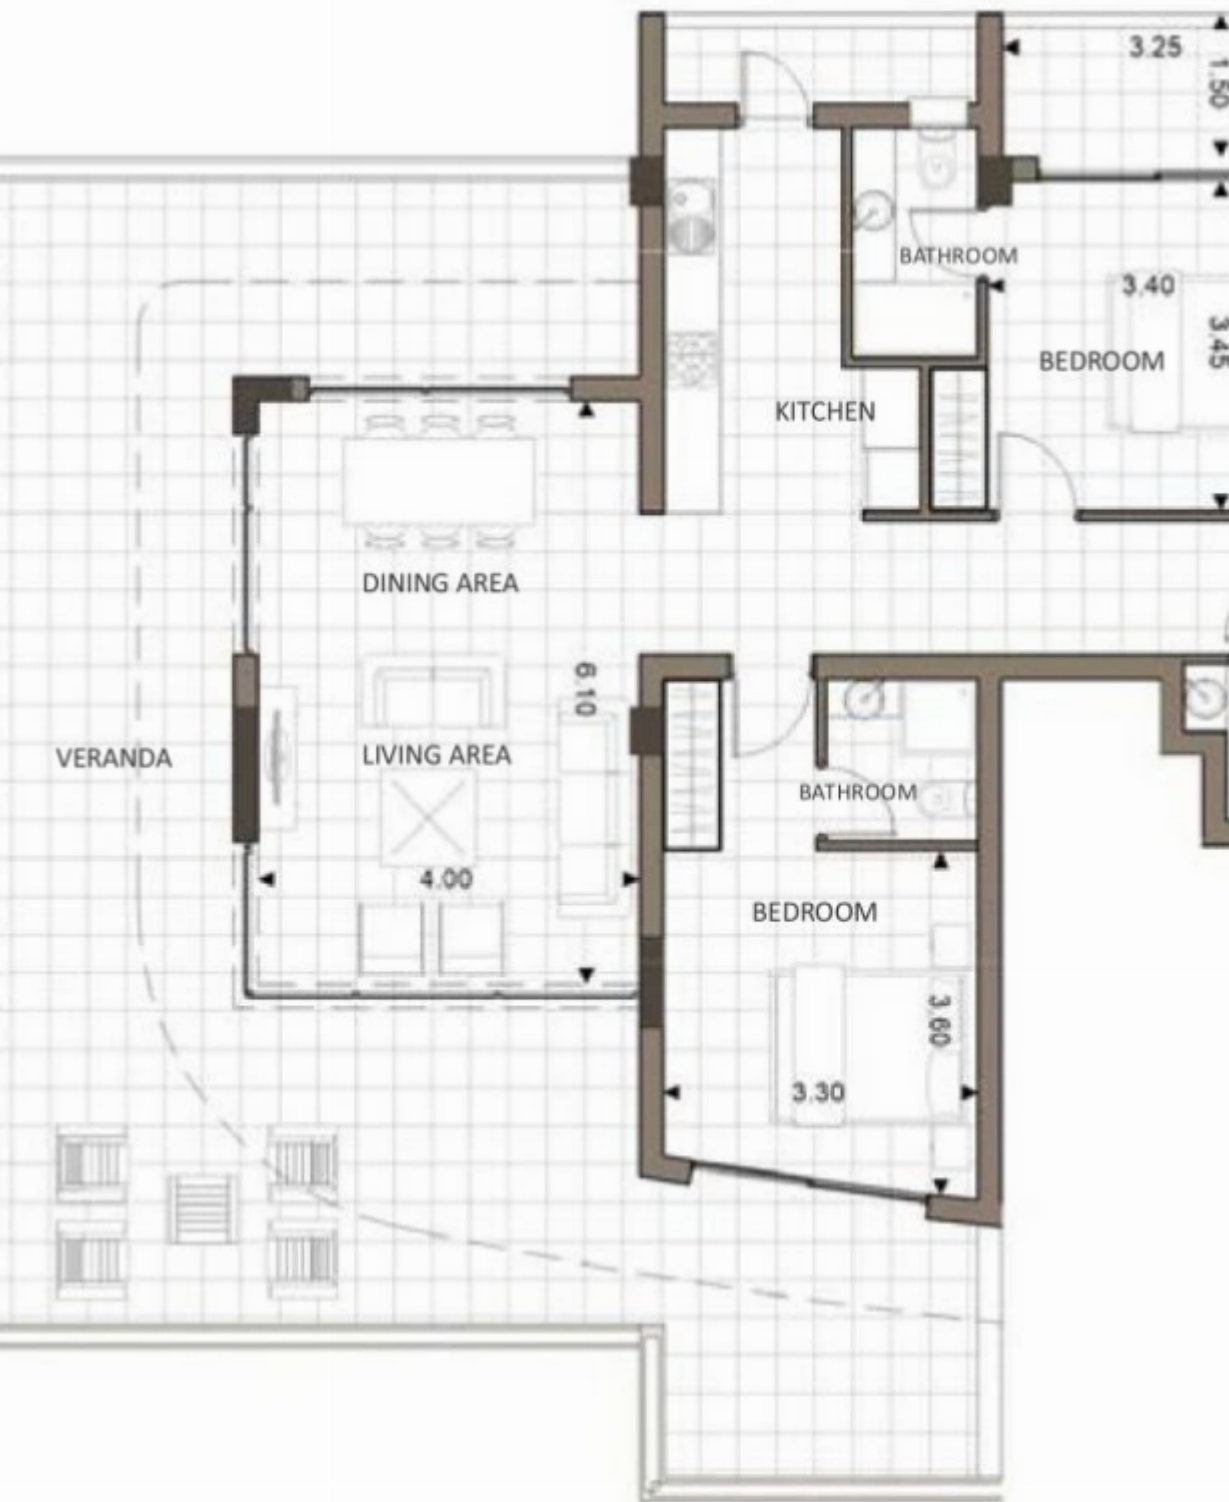 3.25
1.50
BATHROOM
3.40
3.45
BEDROOM
KITCHEN
DINING AREA
6.10
VERANDA
LIVING AREA
BATHROOM
4.00
BEDROOM
3.60
3.30